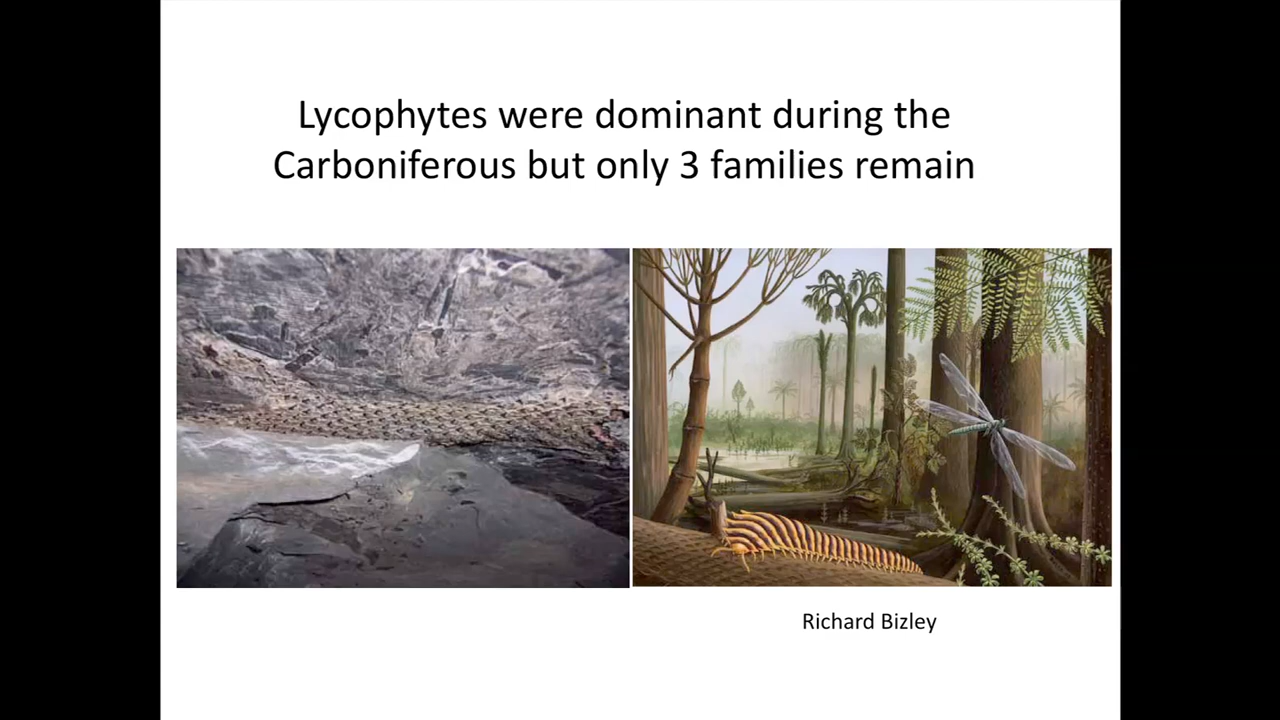 Lycophytes were dominant during the
Carboniferous but only 3 families remain
Richard Bizley